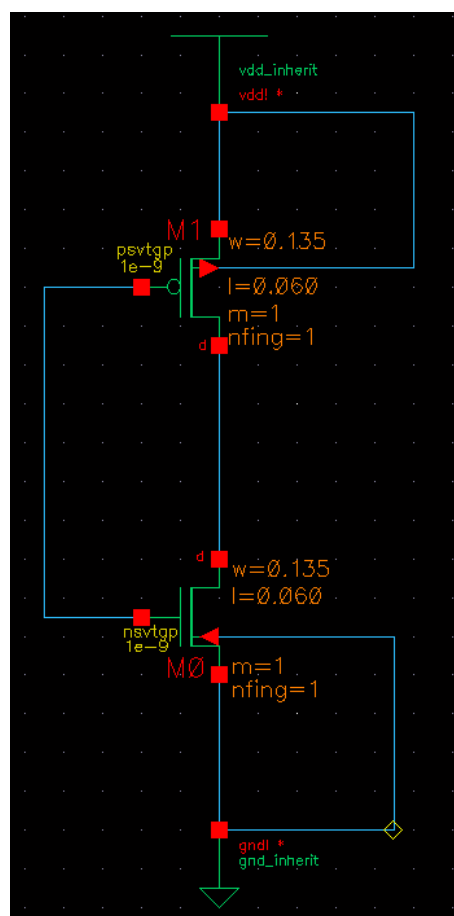 vdd_inherit
vdd! *
M1
w=0.135
psvtgp
1e-9
l=0.060
m=1
nfing=1
d
d
w=0.135
l=0.060
nsvtgp
1e-9
M0
m=1
nfing=1
gnd! *
gnd_inherit